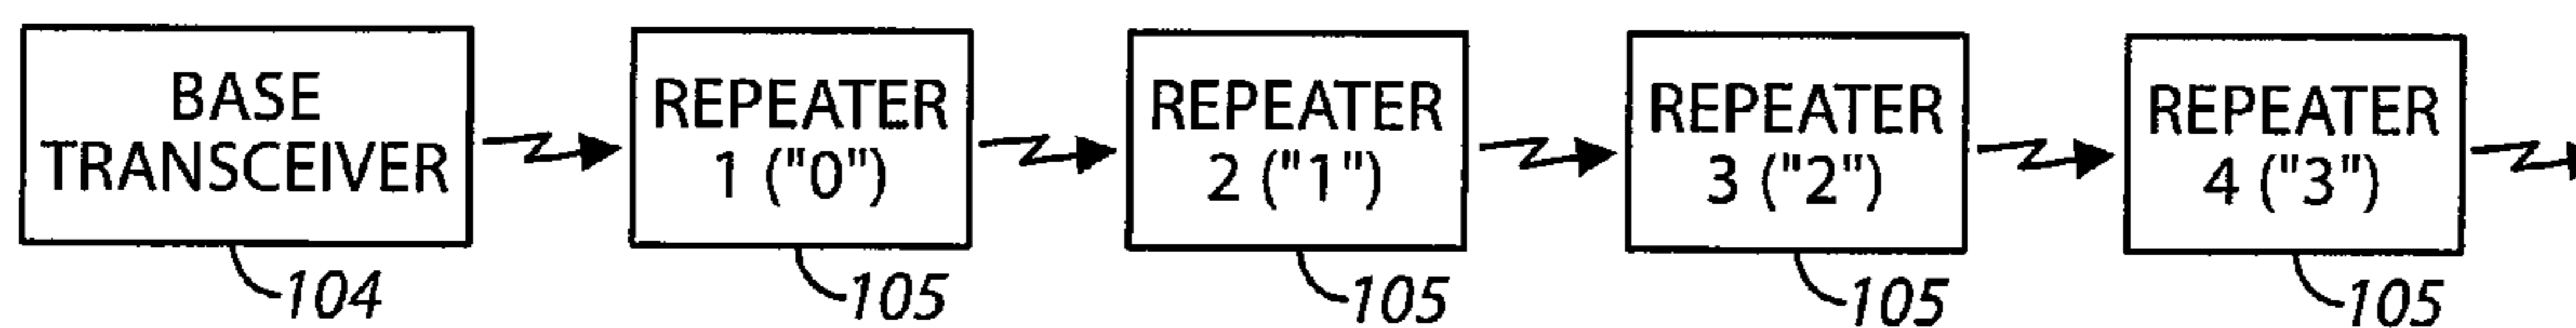 BASE
TRANSCEIVER
REPEATER
1 ("0")
REPEATER
2 ("1")
REPEATER
3 ("2")
REPEATER
4 ("3")
104
105
105
105
105